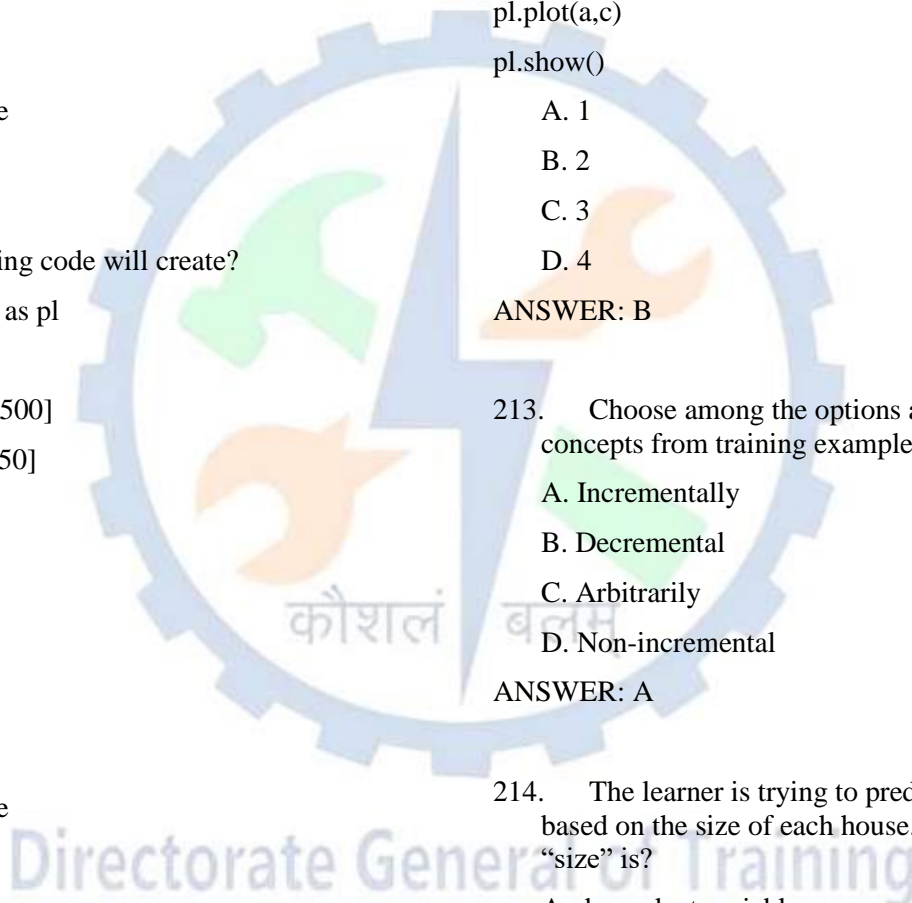 e
ing code will create?
as pl
500]
50]
e
pl.plot(a,c)
pl.show()
A. 1
B. 2
C. 3
D. 4
ANSWER: B
213. Choose among the options a
concepts from training example
A. Incrementally
B. Decremental
C. Arbitrarily
D. Non-incremental
ANSWER: A
214. The learner is trying to pred
based on the size of each house.
“size” is?
कौशलं बलम्
Directorate General of Training